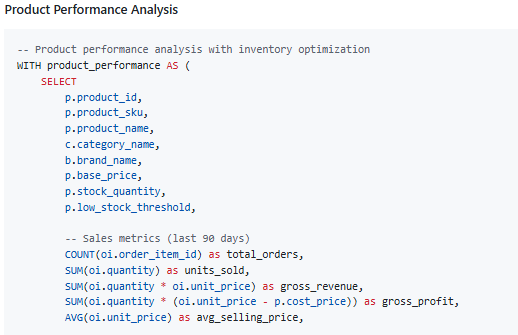 Product Performance Analysis
-- Product performance analysis with inventory optimization
WITH product_performance AS (
    SELECT
        p.product_id,
        p.product_sku,
        p.product_name,
        c.category_name,
        b.brand_name,
        p.base_price,
        p.stock_quantity,
        p.low_stock_threshold,

        -- Sales metrics (last 90 days)
        COUNT(oi.order_item_id) as total_orders,
        SUM(oi.quantity) as units_sold,
        SUM(oi.quantity * oi.unit_price) as gross_revenue,
        SUM(oi.quantity * (oi.unit_price - p.cost_price)) as gross_profit,
        AVG(oi.unit_price) as avg_selling_price,